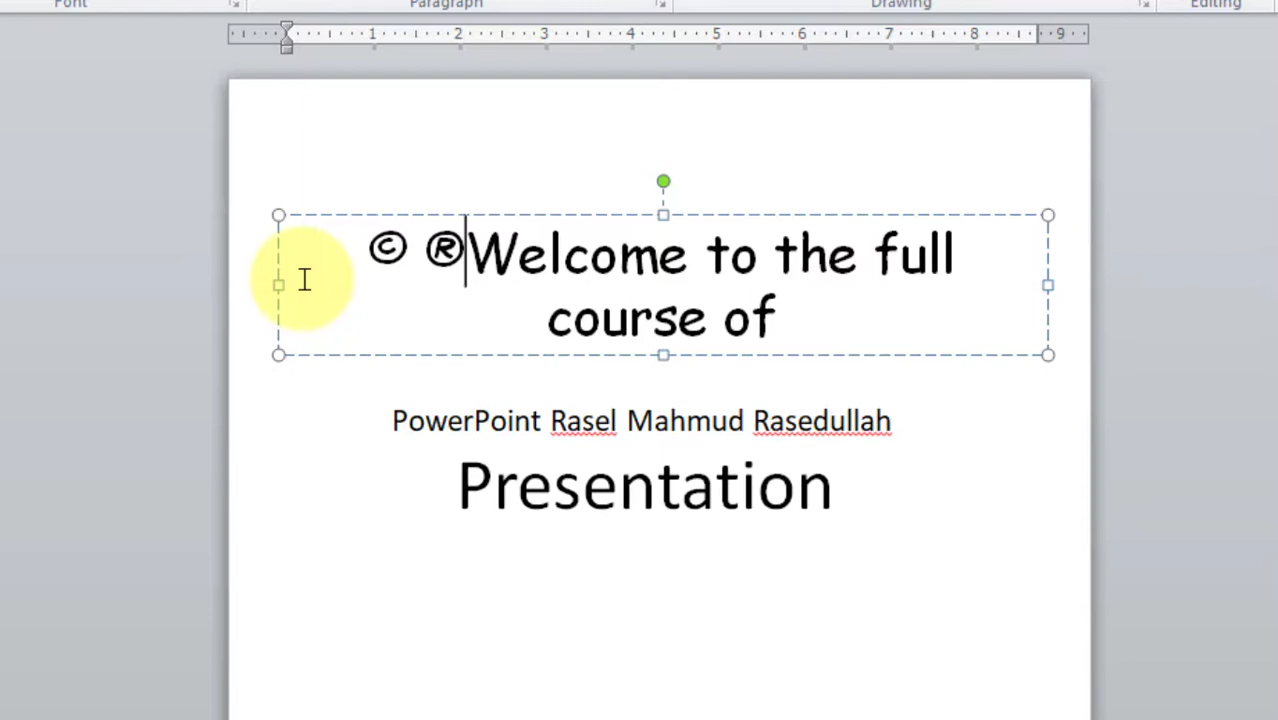 Font Paragraph Drawing Editing
1 2 3 4 5 6 7 8 9
© ®Welcome to the full
course of
PowerPoint Rasel Mahmud Rasedullah
Presentation